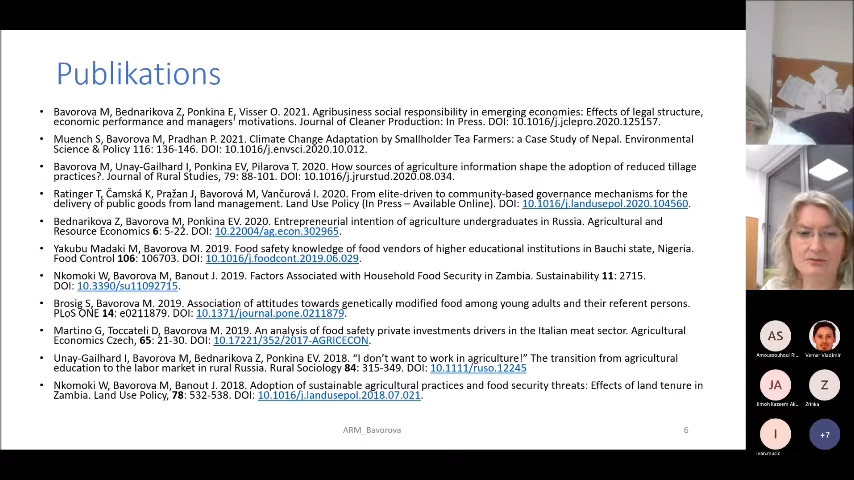 Publikations
• Bavorova M, Bednarikova Z, Ponkina E, Visser O. 2021. Agribusiness social responsibility in emerging economies: Effects of legal structure,
economic performance and managers' motivations. Journal of Cleaner Production: In Press. DOI: 10.1016/j.jclepro.2020.125157.
• Muench S, Bavorova M, Pradhan P. 2021. Climate Change Adaptation by Smallholder Tea Farmers: a Case Study of Nepal. Environmental
Science & Policy 116: 136-146. DOI: 10.1016/j.envsci.2020.10.012.
• Bavorova M, Unay-Gailhard I, Ponkina EV, Pilarova T. 2020. How sources of agriculture information shape the adoption of reduced tillage
practices?. Journal of Rural Studies, 79: 88-101. DOI: 10.1016/j.jrurstud.2020.08.034.
• Ratinger T, Čamská K, Pražan J, Bavorová M, Vančurová I. 2020. From elite-driven to community-based governance mechanisms for the
delivery of public goods from land management. Land Use Policy (In Press – Available Online). DOI: 10.1016/j.landusepol.2020.104560.
• Bednarikova Z, Bavorova M, Ponkina EV. 2020. Entrepreneurial intention of agriculture undergraduates in Russia. Agricultural and
Resource Economics 6: 5-22. DOI: 10.22004/ag.econ.302965.
• Yakubu Madaki M, Bavorova M. 2019. Food safety knowledge of food vendors of higher educational institutions in Bauchi state, Nigeria.
Food Control 106: 106703. DOI: 10.1016/j.foodcont.2019.06.029.
• Nkomoki W, Bavorova M, Banout J. 2019. Factors Associated with Household Food Security in Zambia. Sustainability 11: 2715.
DOI: 10.3390/su11092715.
• Brosig S, Bavorova M. 2019. Association of attitudes towards genetically modified food among young adults and their referent persons.
PLoS ONE 14: e0211879. DOI: 10.1371/journal.pone.0211879.
• Martino G, Toccateli D, Bavorova M. 2019. An analysis of food safety private investments drivers in the Italian meat sector. Agricultural
Economics Czech, 65: 21-30. DOI: 10.17221/352/2017-AGRICECON.
• Unay-Gailhard I, Bavorova M, Bednarikova Z, Ponkina EV. 2018. "I don't want to work in agriculture!" The transition from agricultural
education to the labor market in rural Russia. Rural Sociology 84: 315-349. DOI: 10.1111/ruso.12245
• Nkomoki W, Bavorova M, Banout J. 2018. Adoption of sustainable agricultural practices and food security threats: Effects of land tenure in
Zambia. Land Use Policy, 78: 532-538. DOI: 10.1016/j.landusepol.2018.07.021.
ARM_Bavorova
6
AS
Verner Vladimir
JA
Jimoh Kazeem Ak...
Z
Zrinka
I
+7